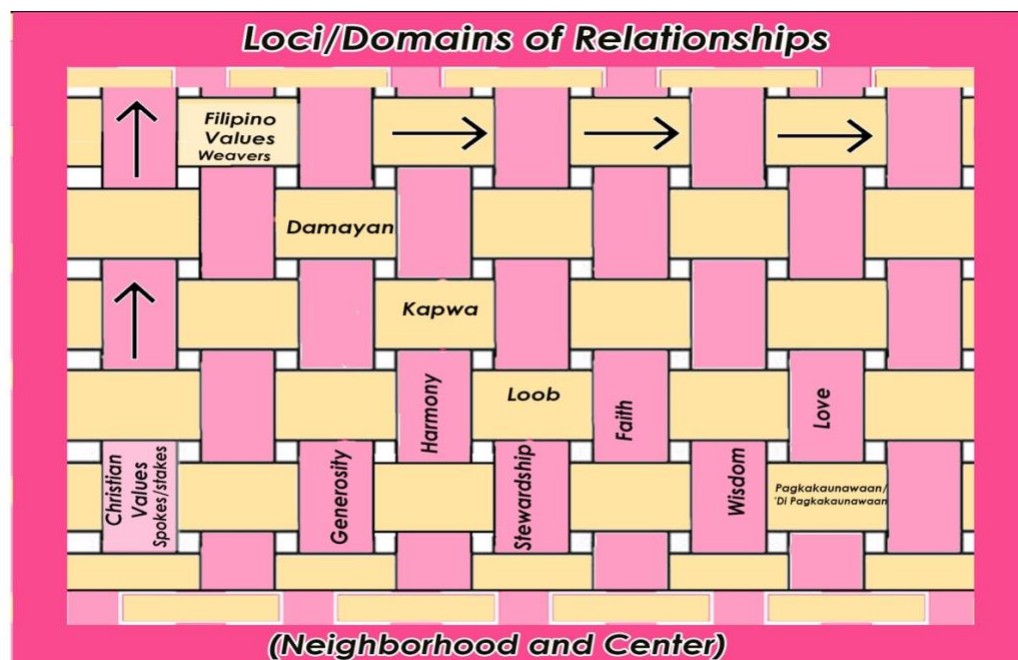 Loci/Domains of Relationships
Filipino
Values
Weavers
Damayan
Kapwa
Loob
Harmony
Faith
Love
Christian
Values
Spokes/stakes
Generosity
Stewardship
Wisdom
Pagkakaunawaan/
'Di Pagkakaunawaan
(Neighborhood and Center)